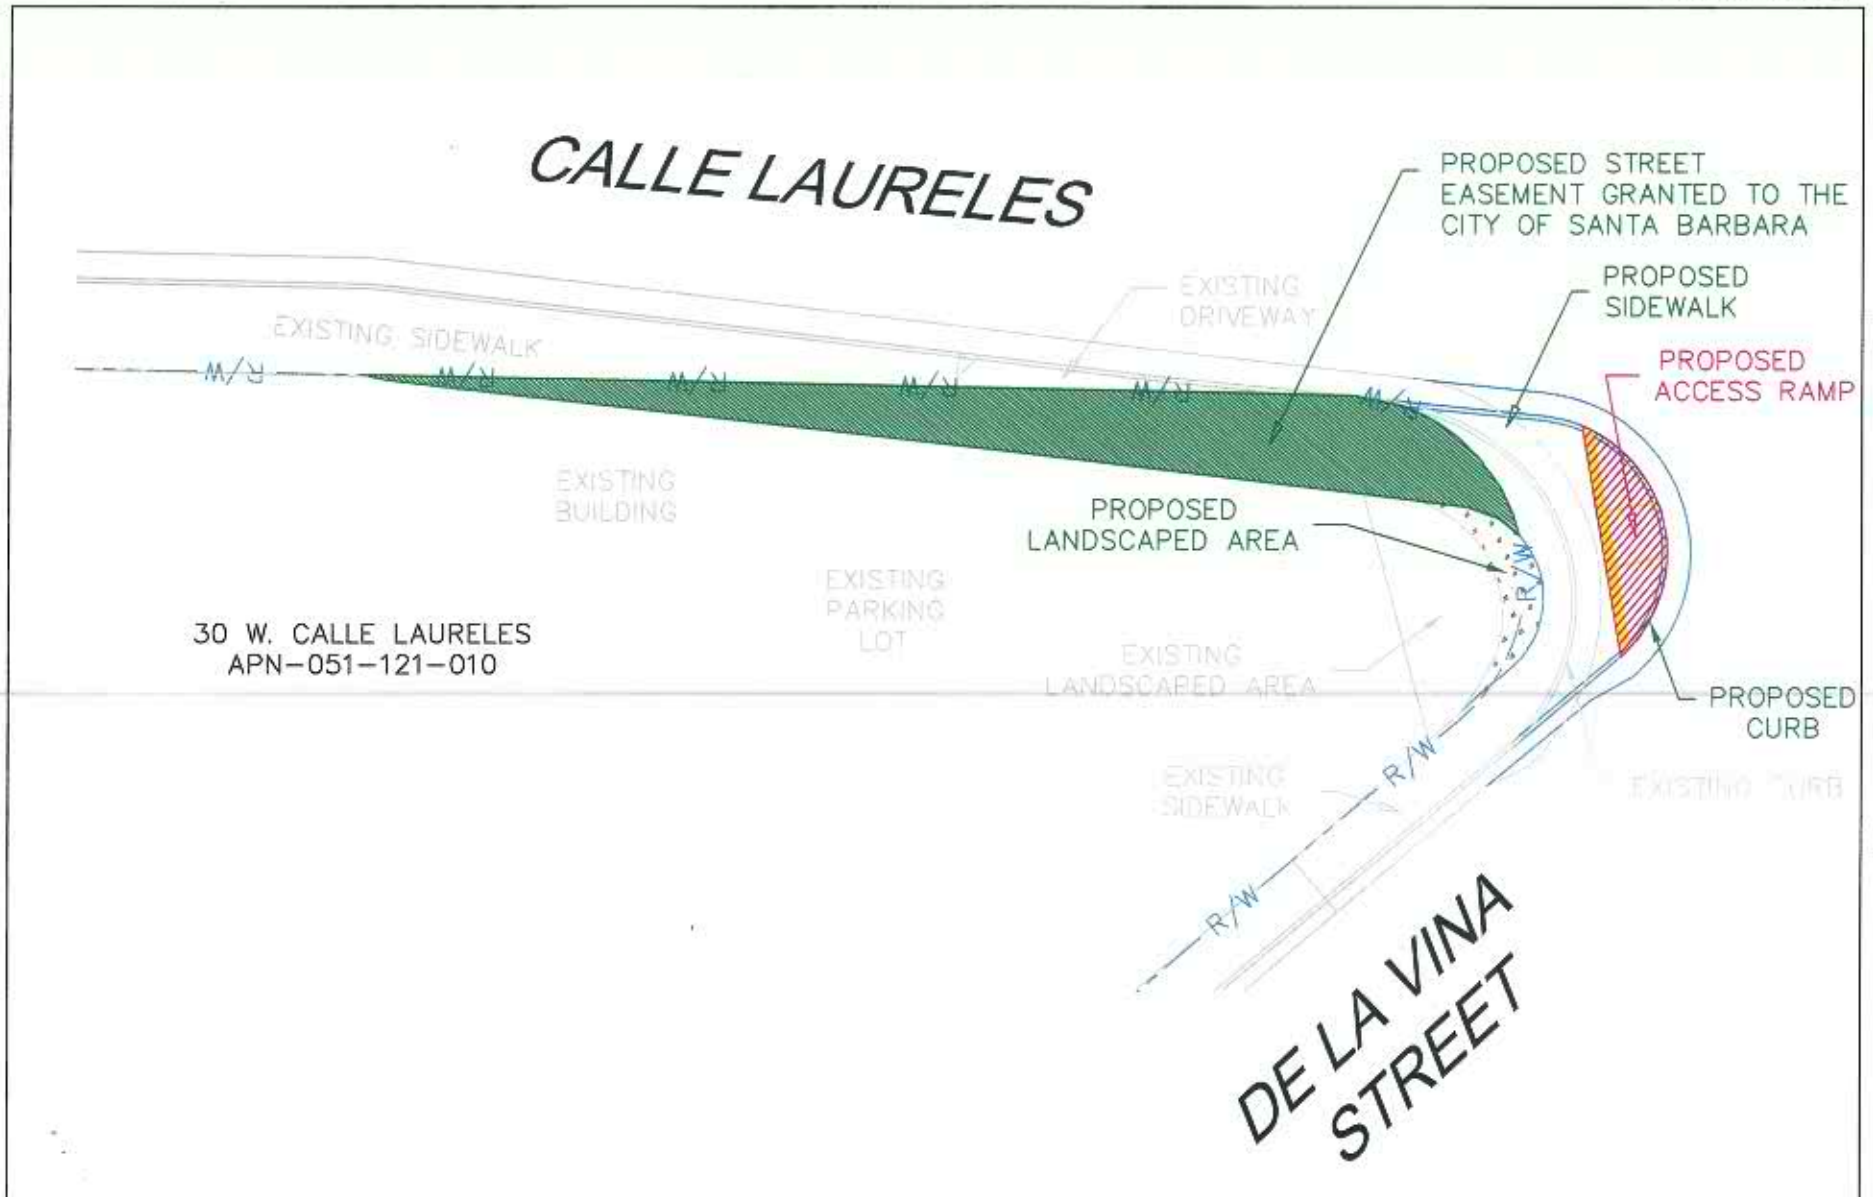 CALLE LAURELES
PROPOSED STREET
EASEMENT GRANTED TO THE
CITY OF SANTA BARBARA
EXISTING
DRIVEWAY
PROPOSED
SIDEWALK
EXISTING SIDEWALK
PROPOSED
ACCESS RAMP
R/W
R/W
R/W
R/W
R/W
R/W
EXISTING
BUILDING
PROPOSED
LANDSCAPED AREA
R/W
EXISTING
PARKING
LOT
30 W. CALLE LAURELES
APN-051-121-010
EXISTING
LANDSCAPED AREA
PROPOSED
CURB
R/W
EXISTING
SIDEWALK
EXISTING CURB
R/W
DE LA VINA
STREET